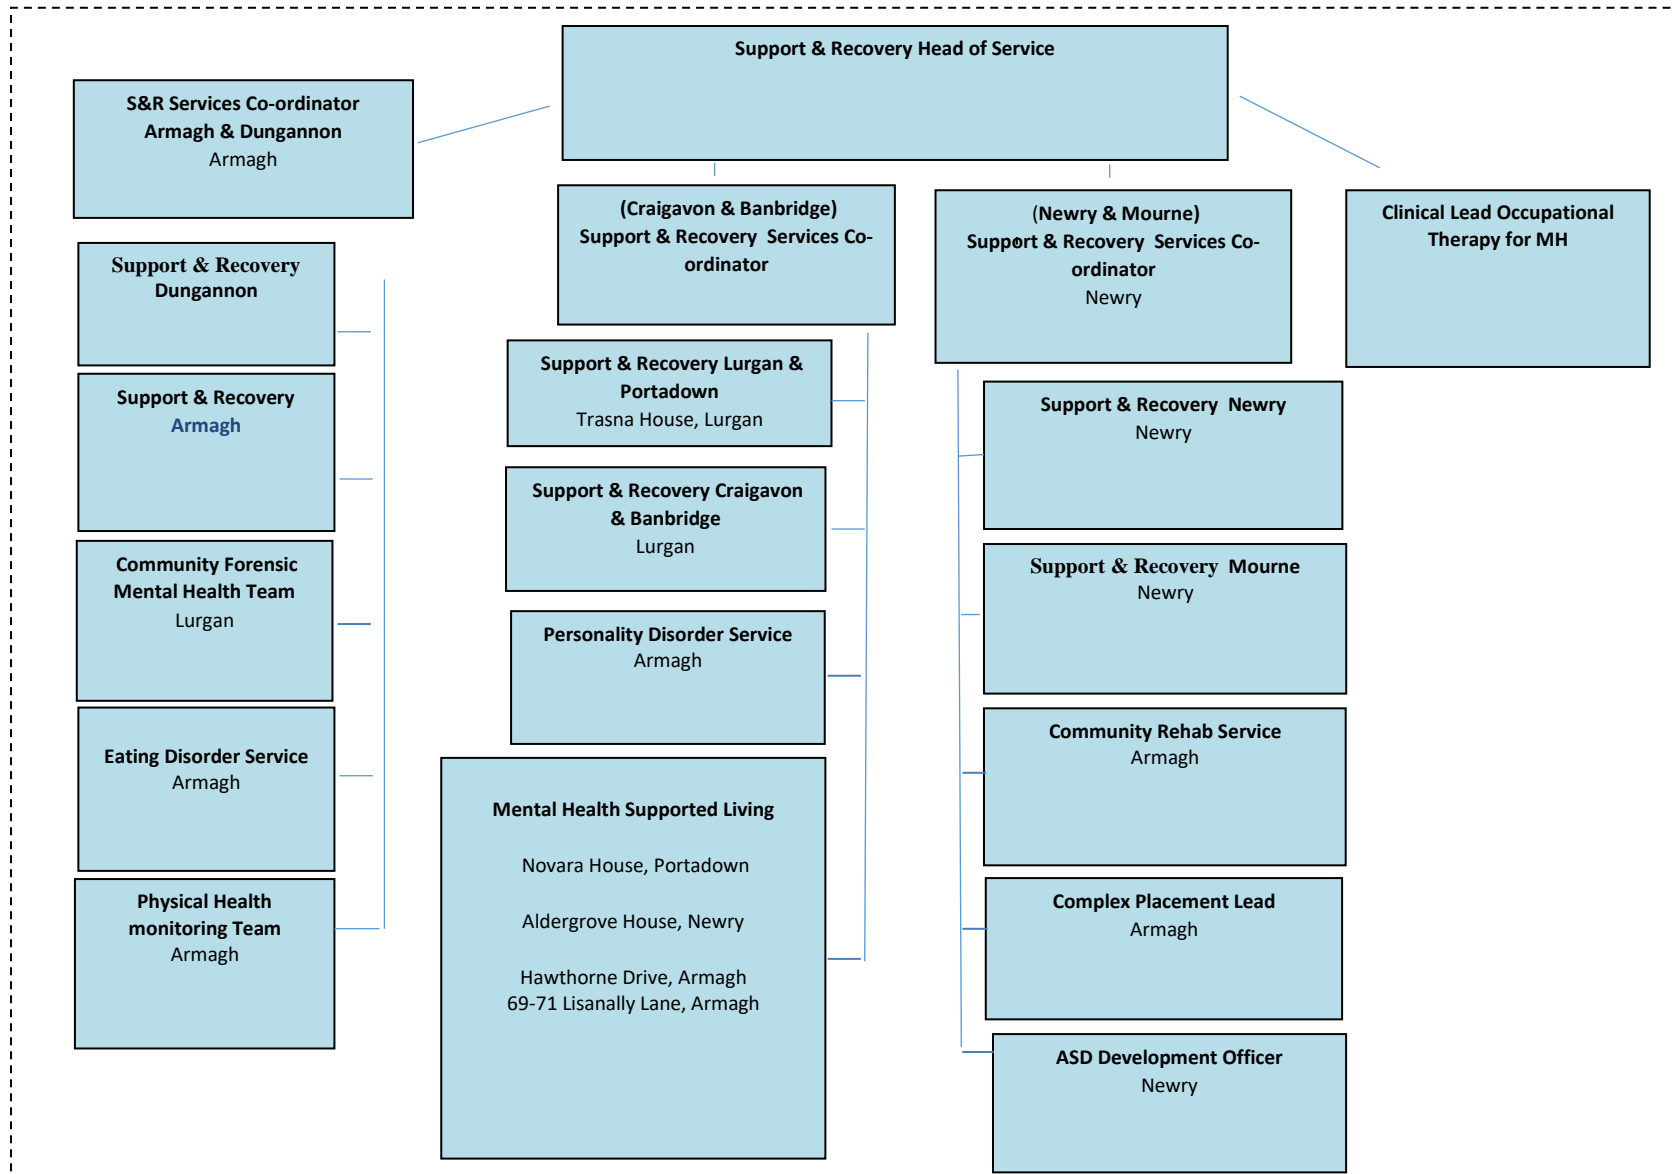 Support & Recovery Head of Service
S&R Services Co-ordinator
Armagh & Dungannon
Armagh
Support & Recovery
Dungannon
Support & Recovery
Armagh
Community Forensic
Mental Health Team
Lurgan
Eating Disorder Service
Armagh
Physical Health
monitoring Team
Armagh
(Craigavon & Banbridge)
Support & Recovery Services Co-
ordinator
Support & Recovery Lurgan &
Portadown
Trasna House, Lurgan
Support & Recovery Craigavon
& Banbridge
Lurgan
Personality Disorder Service
Armagh
Mental Health Supported Living
Novara House, Portadown
Aldergrove House, Newry
Hawthorne Drive, Armagh
69-71 Lisanally Lane, Armagh
(Newry & Mourne)
Support & Recovery Services Co-
ordinator
Newry
Support & Recovery Newry
Newry
Support & Recovery Mourne
Newry
Community Rehab Service
Armagh
Complex Placement Lead
Armagh
ASD Development Officer
Newry
Clinical Lead Occupational
Therapy for MH